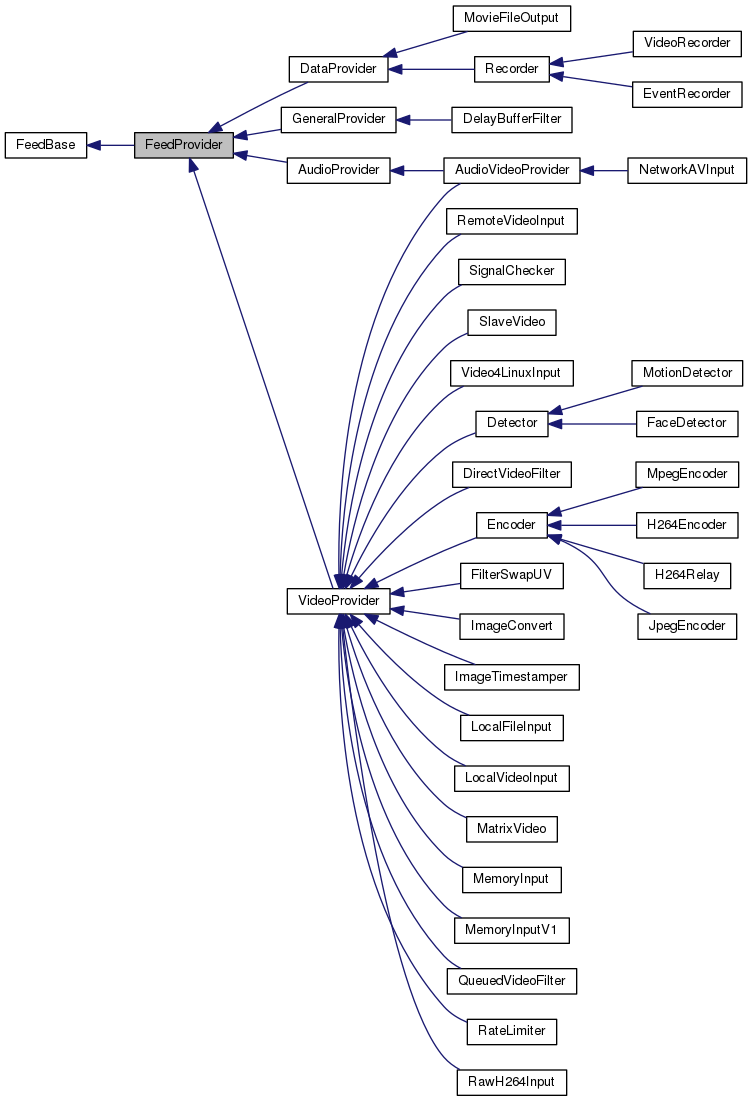 MovieFileOutput
VideoRecorder
DataProvider
Recorder
EventRecorder
GeneralProvider
DelayBufferFilter
FeedBase
FeedProvider
AudioProvider
AudioVideoProvider
NetworkAVInput
RemoteVideoInput
SignalChecker
SlaveVideo
Video4LinuxInput
MotionDetector
Detector
FaceDetector
DirectVideoFilter
MpegEncoder
Encoder
H264Encoder
FilterSwapUV
H264Relay
VideoProvider
ImageConvert
JpegEncoder
ImageTimestamper
LocalFileInput
LocalVideoInput
MatrixVideo
MemoryInput
MemoryInputV1
QueuedVideoFilter
RateLimiter
RawH264Input